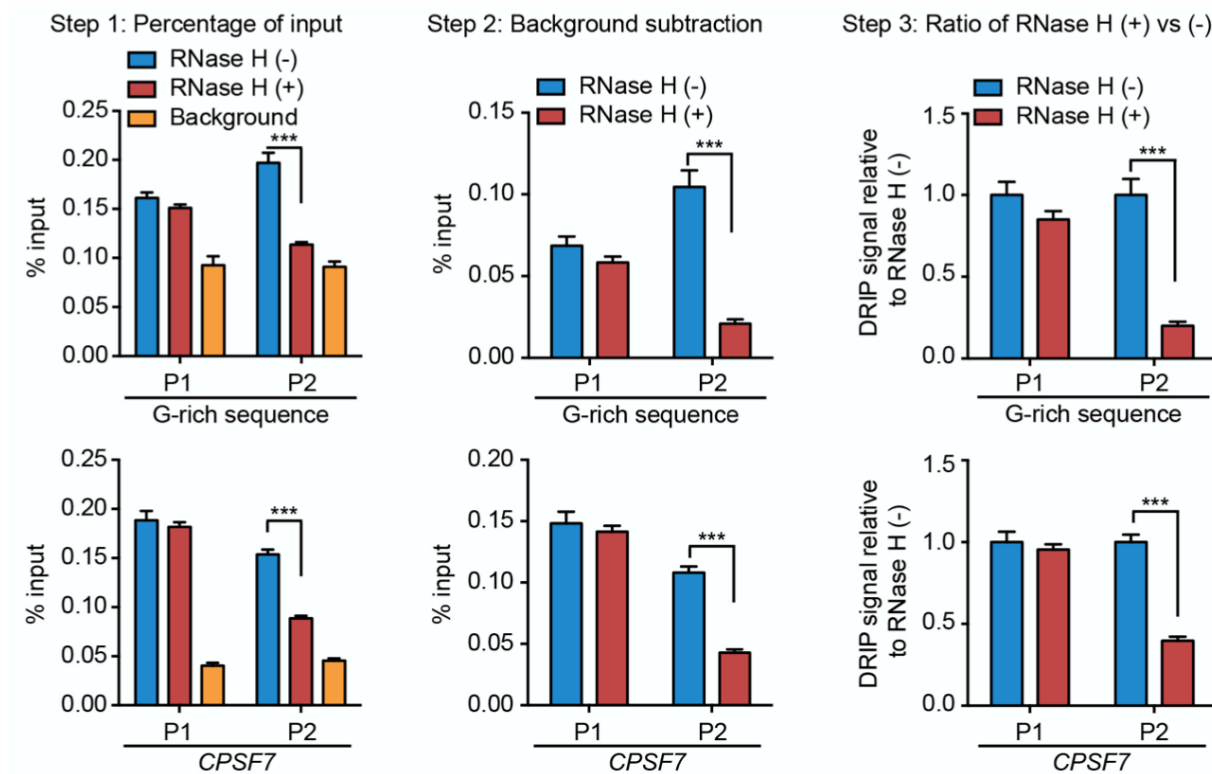 Step 1: Percentage of input
RNase H (-)
RNase H (+)
Background
0.25
0.20
0.15
0.10
0.05
0.00
% input
***
P1 P2
G-rich sequence
Step 2: Background subtraction
RNase H (-)
RNase H (+)
0.15
0.10
0.05
0.00
% input
***
P1 P2
G-rich sequence
Step 3: Ratio of RNase H (+) vs (-)
RNase H (-)
RNase H (+)
1.5
1.0
0.5
0.0
DRIP signal relative
to RNase H (-)
***
P1 P2
G-rich sequence
0.25
0.20
0.15
0.10
0.05
0.00
% input
***
P1 P2
CPSF7
0.20
0.15
0.10
0.05
0.00
% input
***
P1 P2
CPSF7
1.5
1.0
0.5
0.0
DRIP signal relative
to RNase H (-)
***
P1 P2
CPSF7